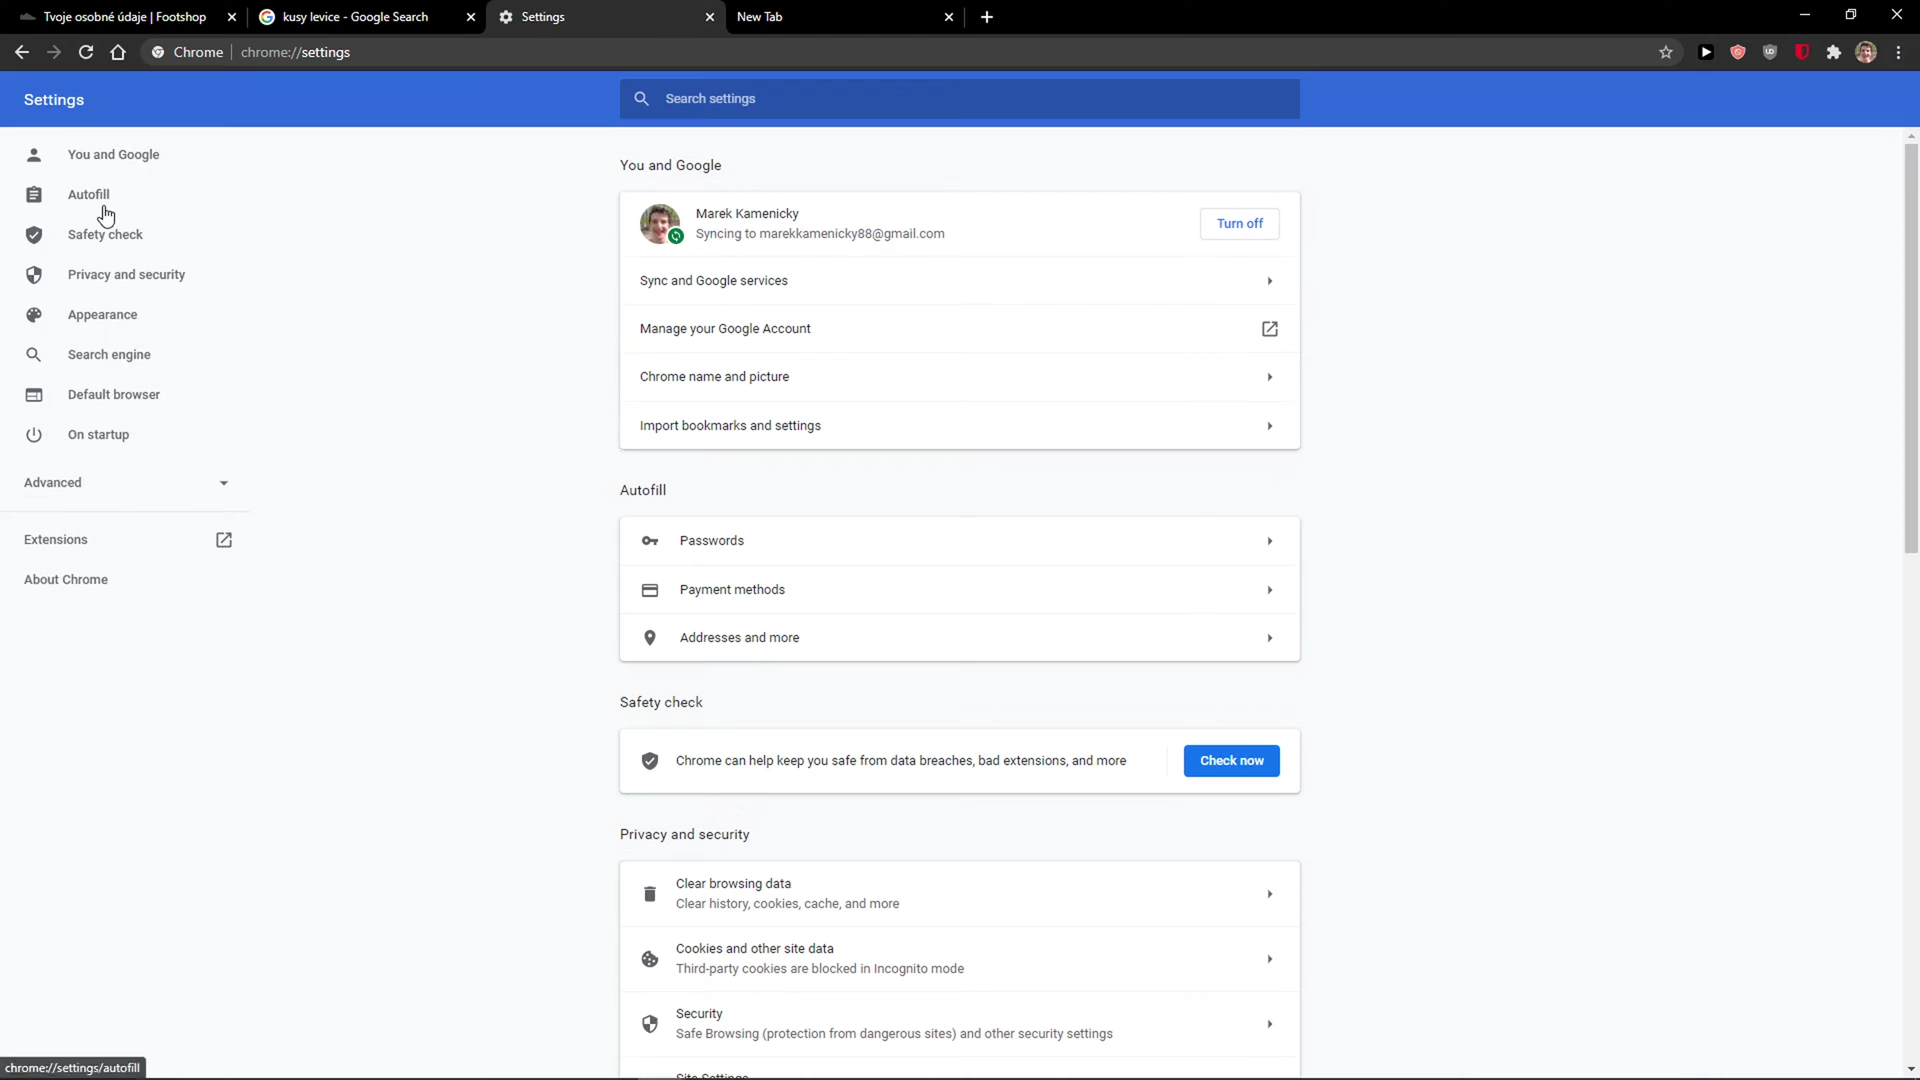 Tvoje osobné údaje | Footshop
kusy levice - Google Search
Settings
New Tab
Chrome
chrome://settings
Settings
Search settings
You and Google
Autofill
Safety check
Privacy and security
Appearance
Search engine
Default browser
On startup
Advanced
Extensions
About Chrome
You and Google
Marek Kamenicky
Syncing to marekkamenicky88@gmail.com
Turn off
Sync and Google services
Manage your Google Account
Chrome name and picture
Import bookmarks and settings
Autofill
Passwords
Payment methods
Addresses and more
Safety check
Chrome can help keep you safe from data breaches, bad extensions, and more
Check now
Privacy and security
Clear browsing data
Clear history, cookies, cache, and more
Cookies and other site data
Third-party cookies are blocked in Incognito mode
Security
Safe Browsing (protection from dangerous sites) and other security settings
Site Settings
chrome://settings/autofill